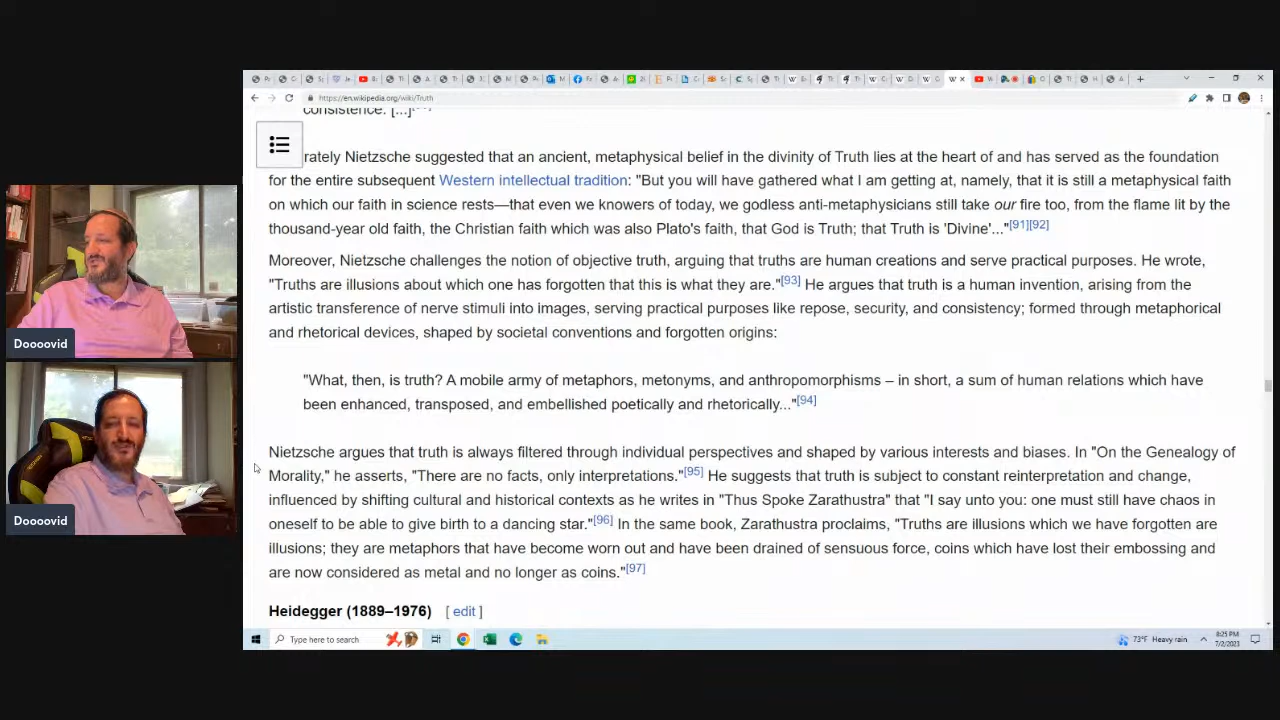 https://en.wikipedia.org/wiki/Truth
consistence. [...]
rately Nietzsche suggested that an ancient, metaphysical belief in the divinity of Truth lies at the heart of and has served as the foundation
for the entire subsequent Western intellectual tradition: "But you will have gathered what I am getting at, namely, that it is still a metaphysical faith
on which our faith in science rests—that even we knowers of today, we godless anti-metaphysicians still take our fire too, from the flame lit by the
thousand-year old faith, the Christian faith which was also Plato's faith, that God is Truth; that Truth is 'Divine'..."[91][92]
Moreover, Nietzsche challenges the notion of objective truth, arguing that truths are human creations and serve practical purposes. He wrote,
"Truths are illusions about which one has forgotten that this is what they are."[93] He argues that truth is a human invention, arising from the
artistic transference of nerve stimuli into images, serving practical purposes like repose, security, and consistency; formed through metaphorical
and rhetorical devices, shaped by societal conventions and forgotten origins:
"What, then, is truth? A mobile army of metaphors, metonyms, and anthropomorphisms – in short, a sum of human relations which have
been enhanced, transposed, and embellished poetically and rhetorically..."[94]
Nietzsche argues that truth is always filtered through individual perspectives and shaped by various interests and biases. In "On the Genealogy of
Morality," he asserts, "There are no facts, only interpretations."[95] He suggests that truth is subject to constant reinterpretation and change,
influenced by shifting cultural and historical contexts as he writes in "Thus Spoke Zarathustra" that "I say unto you: one must still have chaos in
oneself to be able to give birth to a dancing star."[96] In the same book, Zarathustra proclaims, "Truths are illusions which we have forgotten are
illusions; they are metaphors that have become worn out and have been drained of sensuous force, coins which have lost their embossing and
are now considered as metal and no longer as coins."[97]
Heidegger (1889–1976) [ edit ]
Doooovid
Doooovid
Type here to search
73°F Heavy rain
8:25 PM
7/2/2023